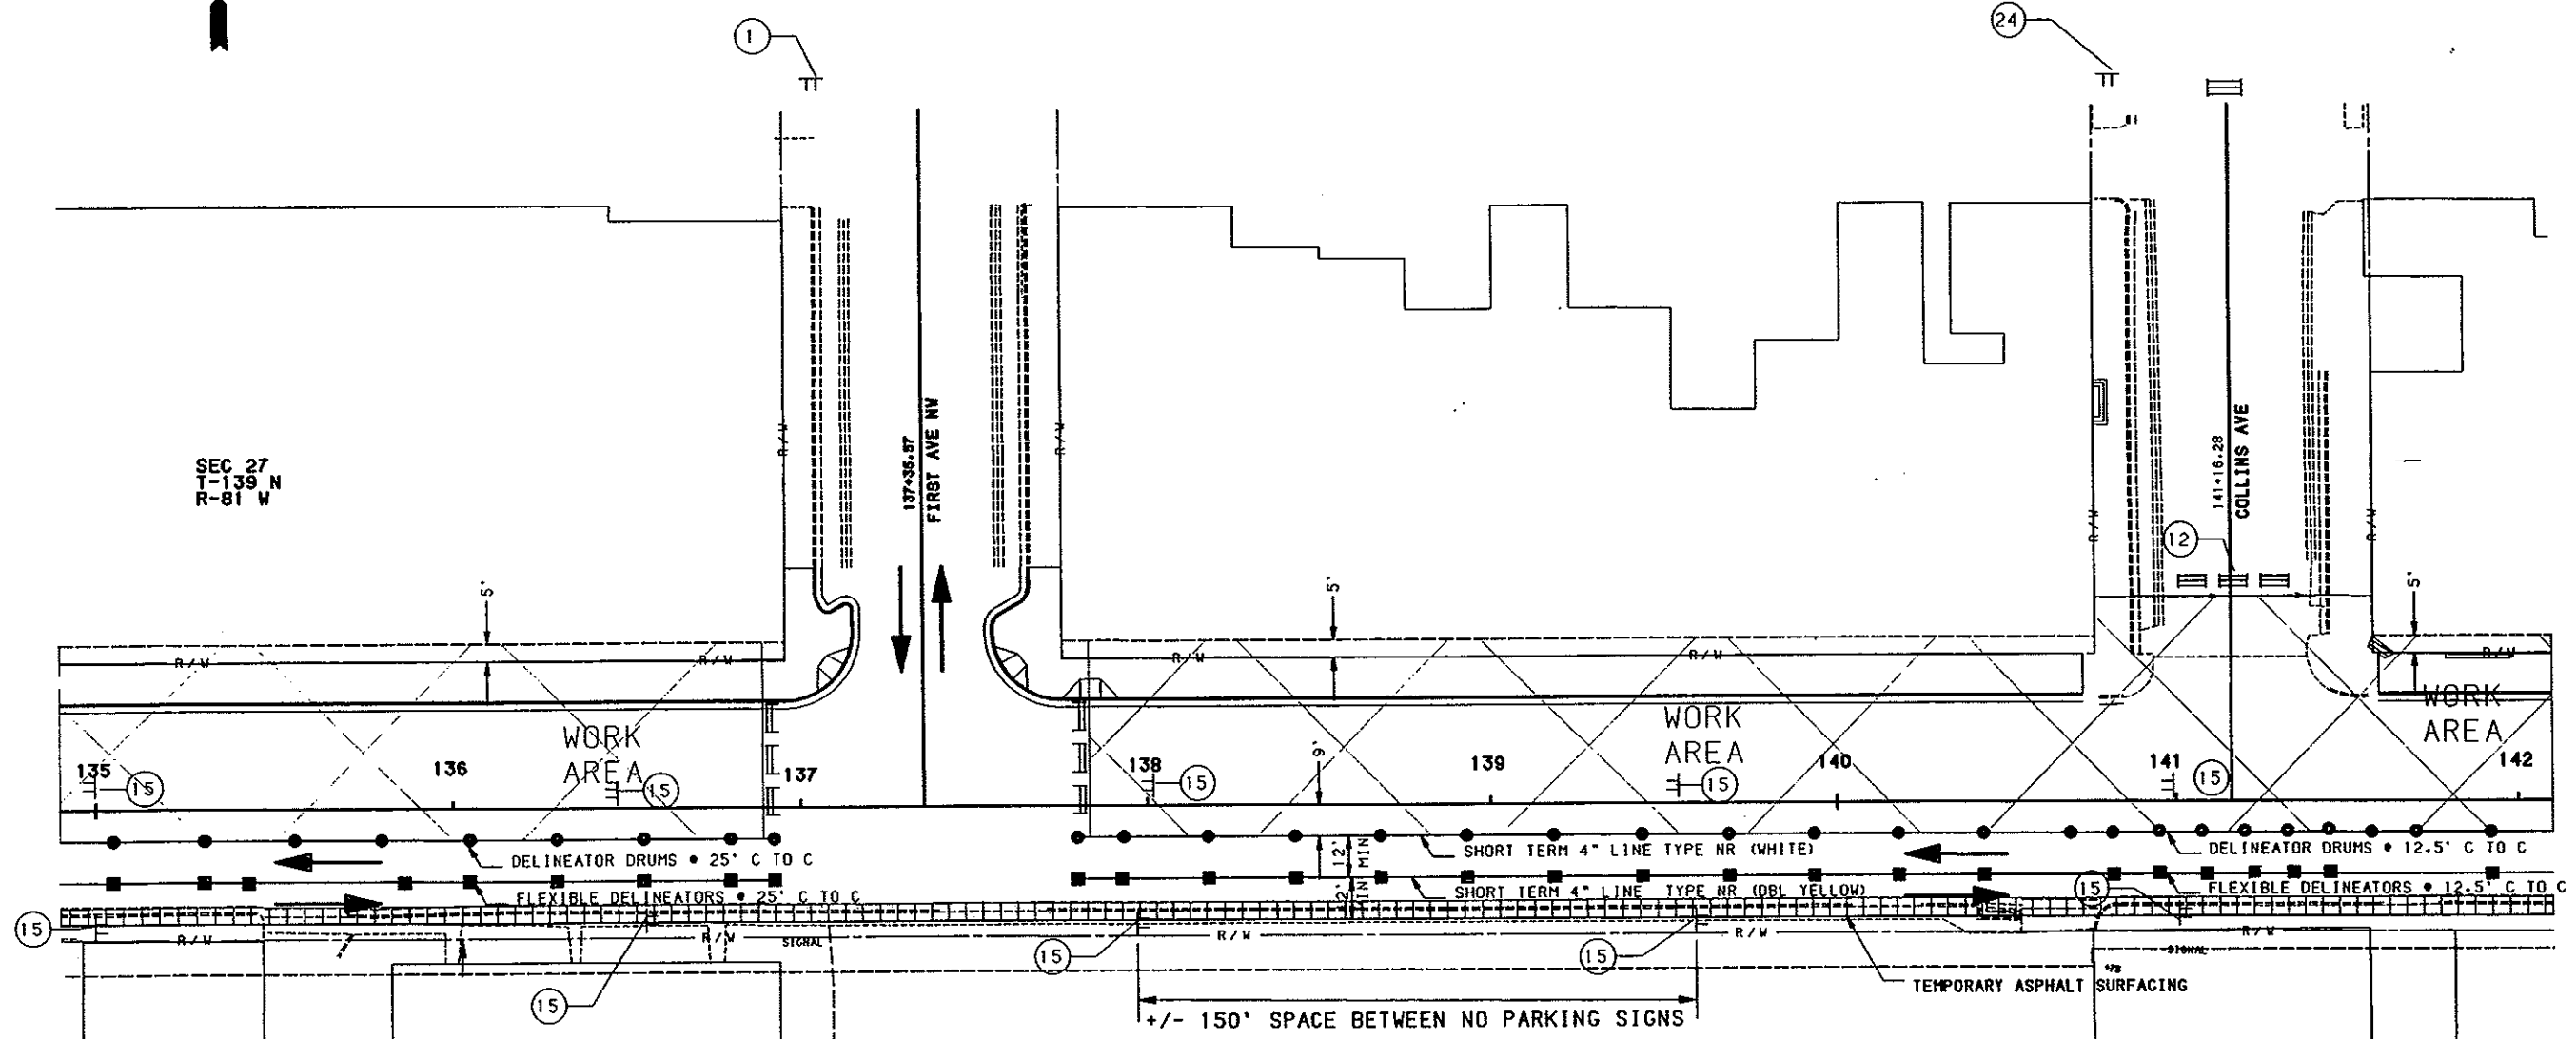 1
24
SEC 27
T-139 N
R-81 W
R/W
R/W
137+35.87
FIRST AVE NW
R/W
R/W
141+16.28
COLLINS AVE
12
5'
5'
5'
R/W
R/W
R/W
R/W
R/W
WORK
AREA
WORK
AREA
WORK
AREA
135
136
137
138
139
140
141
142
15
15
15
15
15
9'
DELINEATOR DRUMS @ 25' C TO C
12' MIN
SHORT TERM 4" LINE TYPE NR (WHITE)
DELINEATOR DRUMS @ 12.5' C TO C
FLEXIBLE DELINEATORS @ 25' C TO C
12' MIN
SHORT TERM 4" LINE TYPE NR (DBL YELLOW)
15
FLEXIBLE DELINEATORS @ 12.5' C TO C
15
R/W
R/W
SIGNAL
R/W
R/W
R/W
SIGNAL
15
15
15
TEMPORARY ASPHALT SURFACING
+/- 150' SPACE BETWEEN NO PARKING SIGNS